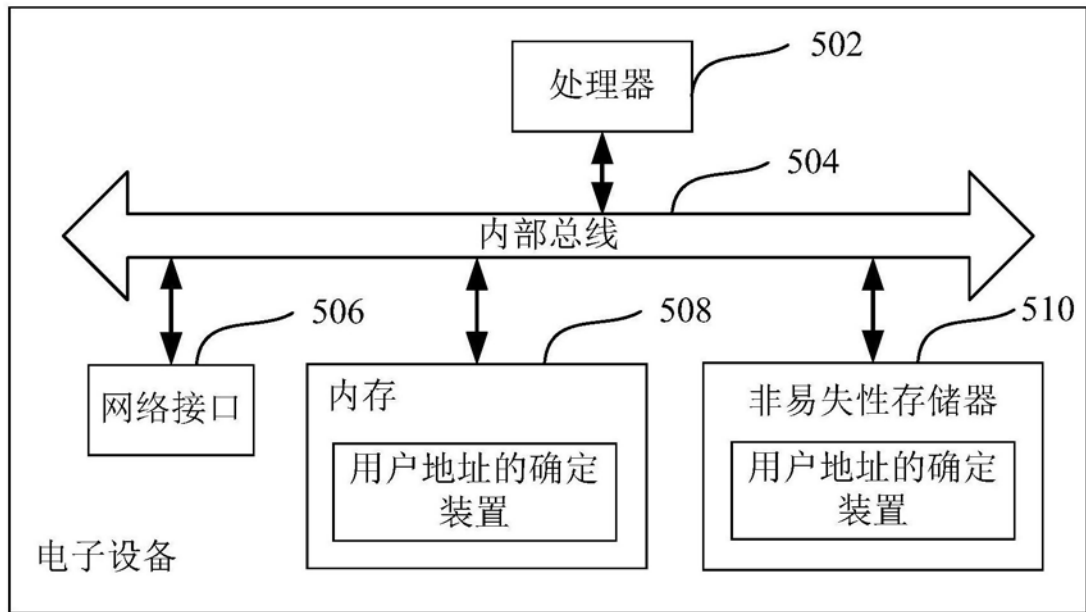 502
处理器
504
内部总线
506
508
510
网络接口
内存
非易失性存储器
用户地址的确定
装置
用户地址的确定
装置
电子设备